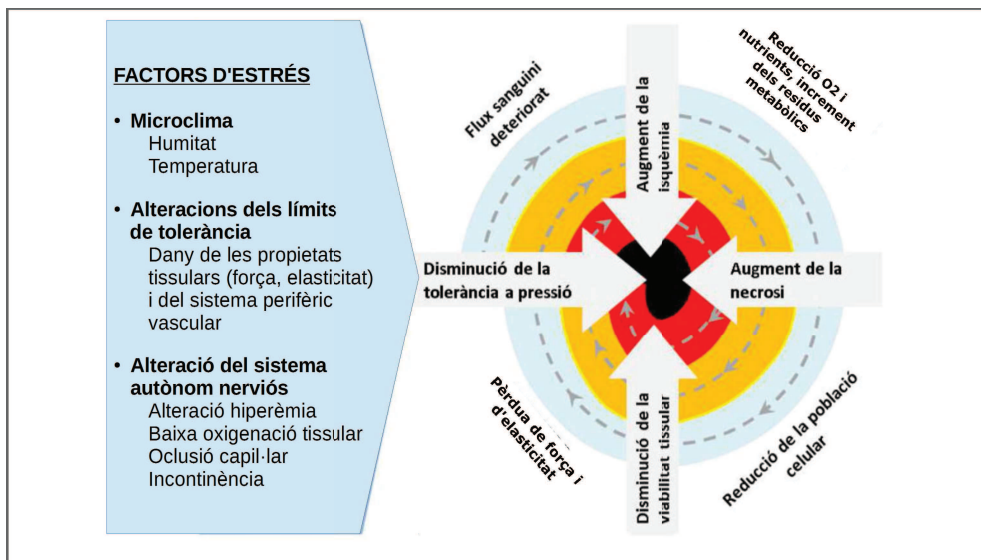 FACTORS D'ESTRÉS
• Microclima
Humitat
Temperatura
• Alteracions dels límits
de tolerància
Dany de les propietats
tissulars (força, elasticitat)
i del sistema perifèric
vascular
• Alteració del sistema
autònom nerviós
Alteració hiperèmia
Baixa oxigenació tissular
Oclusió capil·lar
Incontinència
Flux sanguini
deteriorat
Augment de la
isquèrnia
Reducció O2 i
nutrients, increment
dels residus
metabòlics
Disminució de la
tolerància a pressió
Augment de la
necrosi
Pèrdua de força i
d'elasticitat
Disminució de la
viabilitat tissular
Reducció de la població
celular